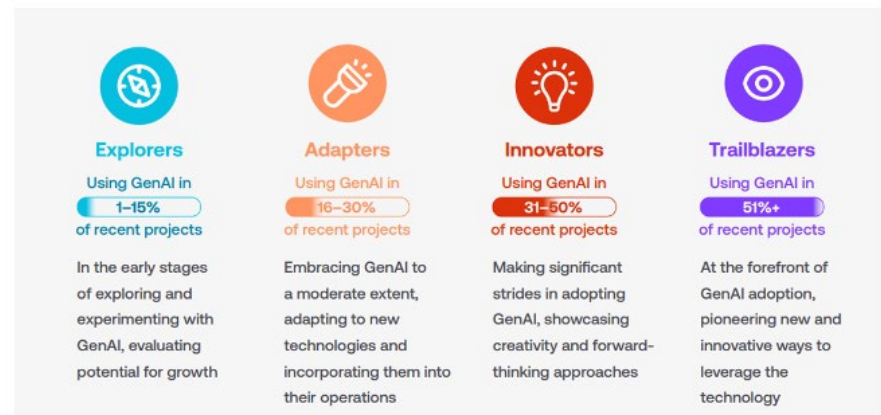 Explorers
Using GenAI in
1–15%
of recent projects
In the early stages
of exploring and
experimenting with
GenAI, evaluating
potential for growth
Adapters
Using GenAI in
16–30%
of recent projects
Embracing GenAI to
a moderate extent,
adapting to new
technologies and
incorporating them into
their operations
Innovators
Using GenAI in
31–50%
of recent projects
Making significant
strides in adopting
GenAI, showcasing
creativity and forward-
thinking approaches
Trailblazers
Using GenAI in
51%+
of recent projects
At the forefront of
GenAI adoption,
pioneering new and
innovative ways to
leverage the
technology